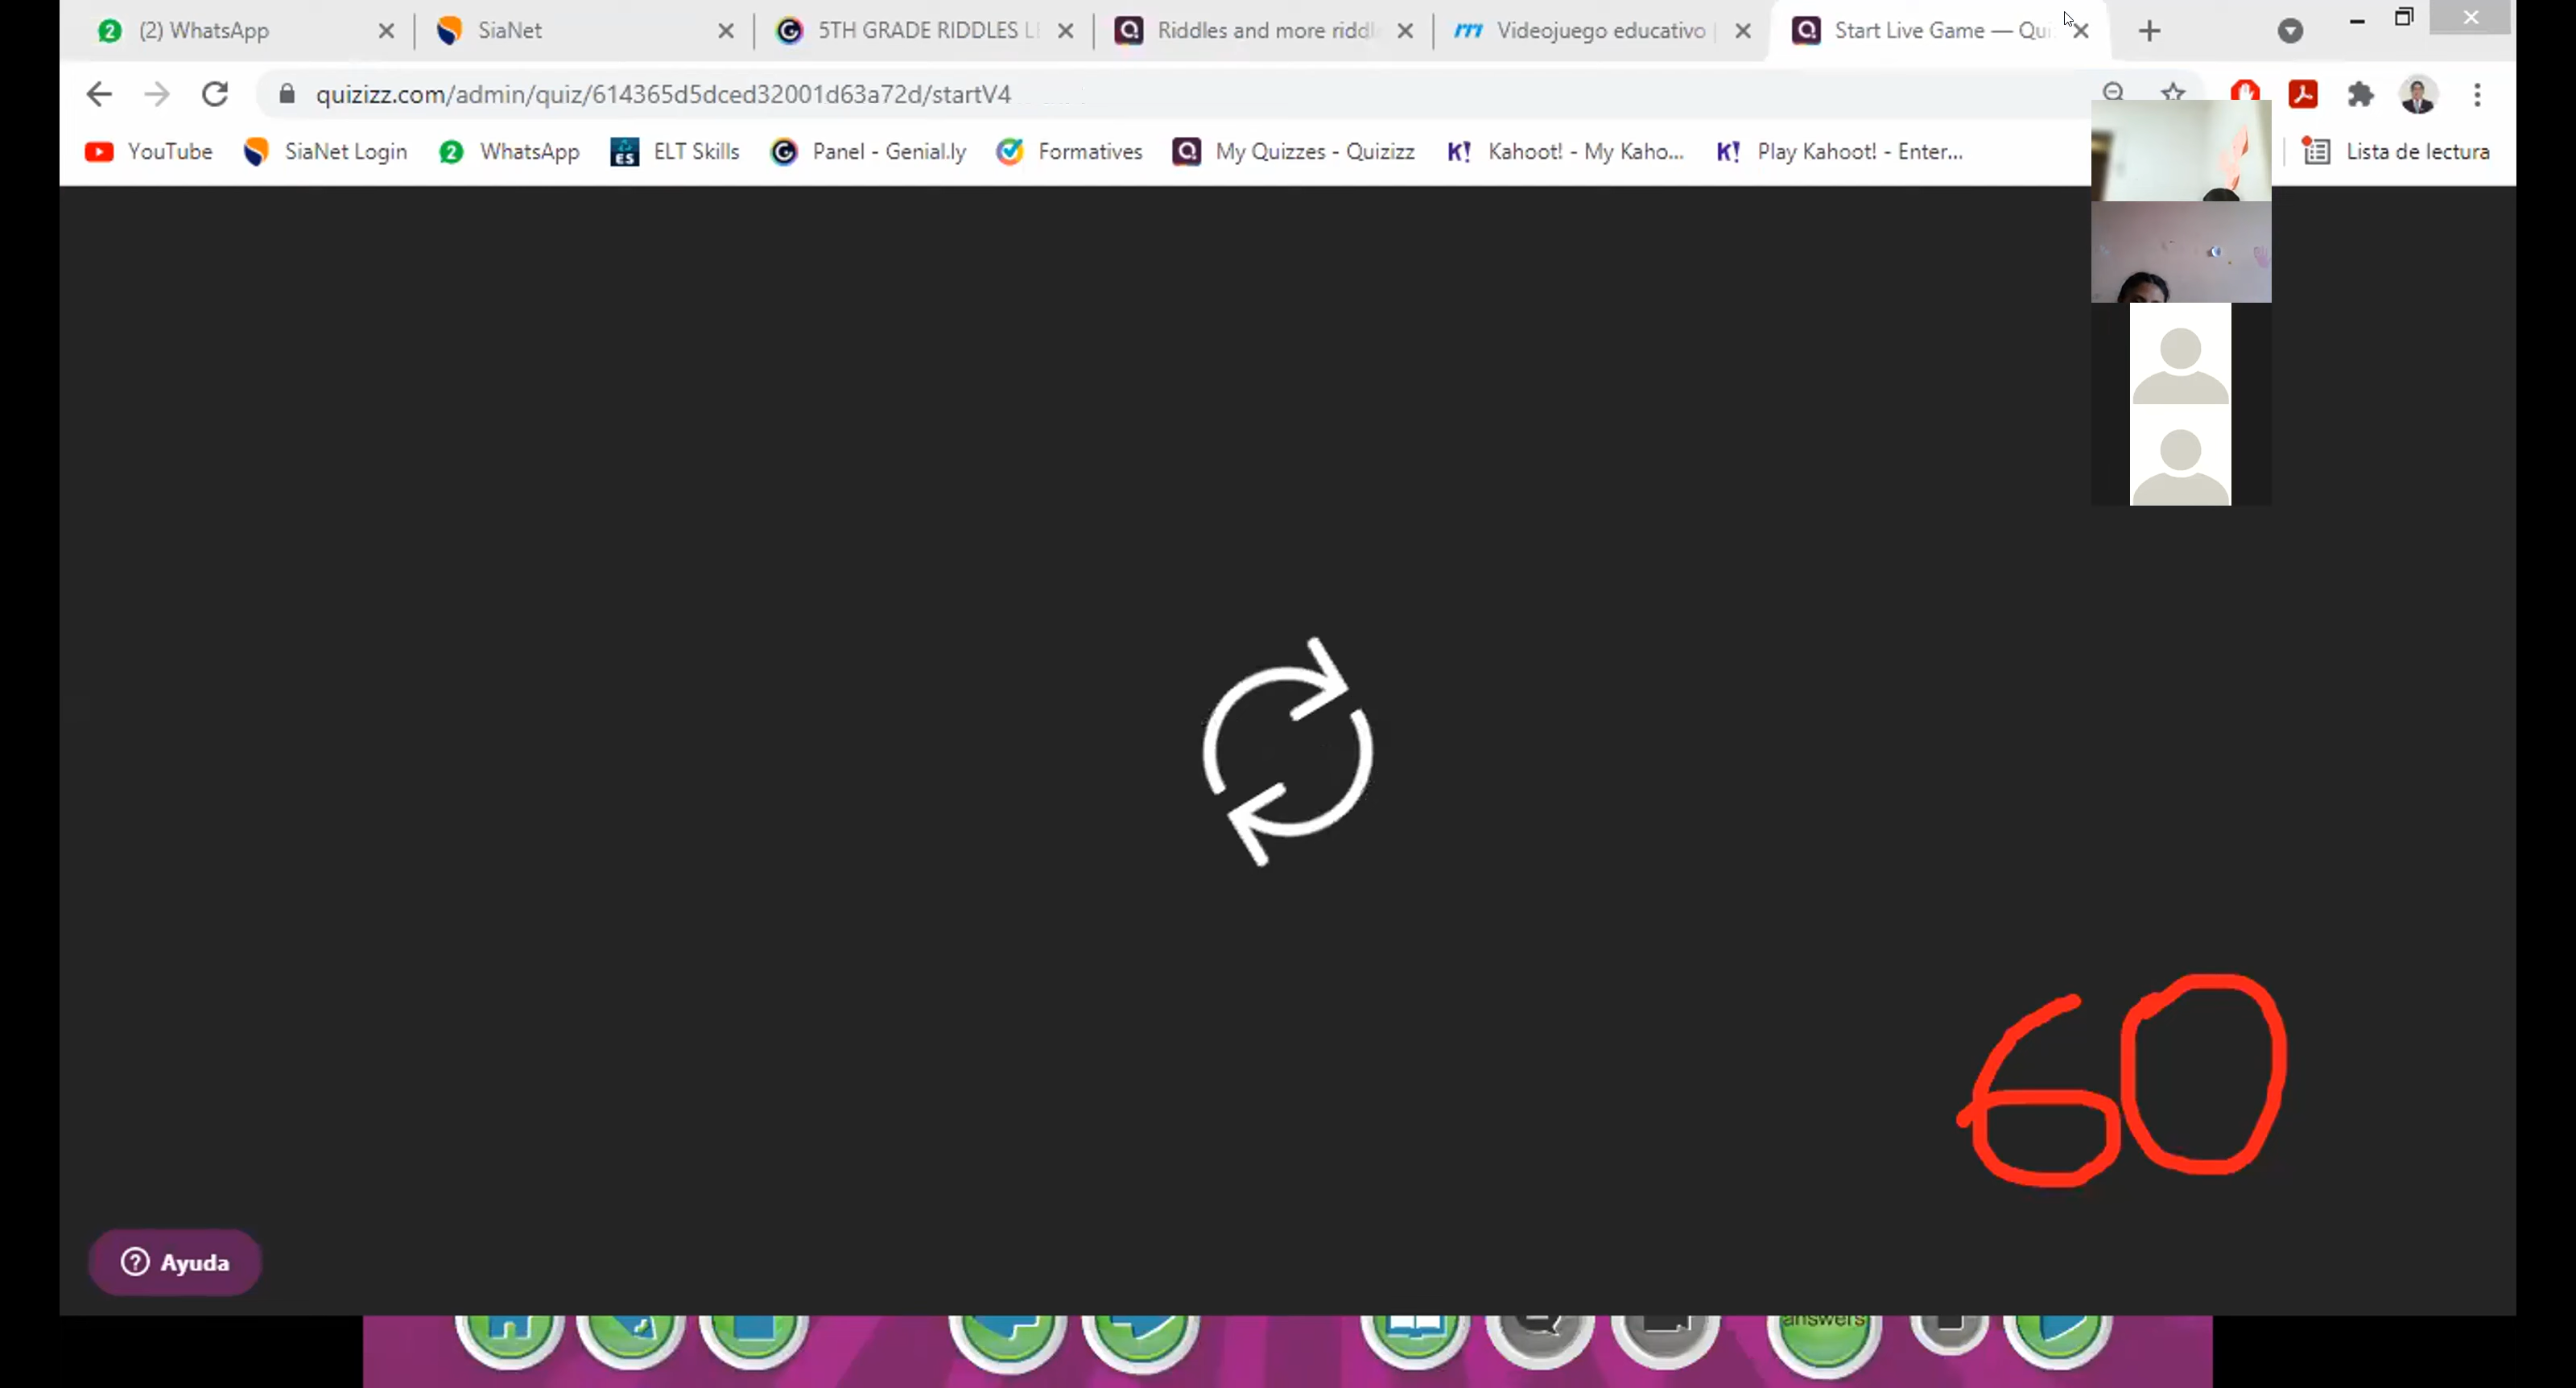 (2) WhatsApp SiaNet 5TH GRADE RIDDLES Riddles and more riddl Videojuego educativo Start Live Game — Qui
quizizz.com/admin/quiz/614365d5dced32001d63a72d/startV4
YouTube SiaNet Login WhatsApp ELT Skills Panel - Genial.ly Formatives My Quizzes - Quizizz Kahoot! - My Kaho... Play Kahoot! - Enter... Lista de lectura
60
Ayuda
answers